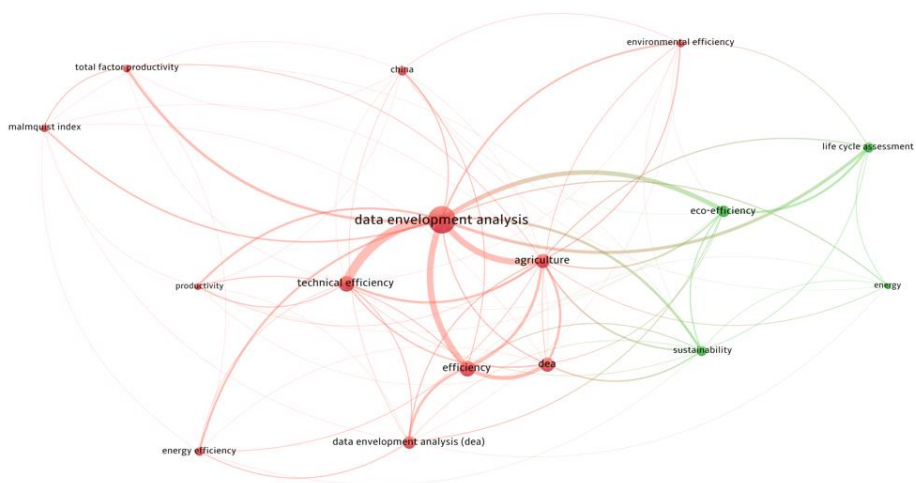 environmental efficiency
total factor productivity
china
malmquist index
life cycle assessment
eco-efficiency
data envelopment analysis
agriculture
technical efficiency
productivity
energy
sustainability
efficiency
dea
data envelopment analysis (dea)
energy efficiency